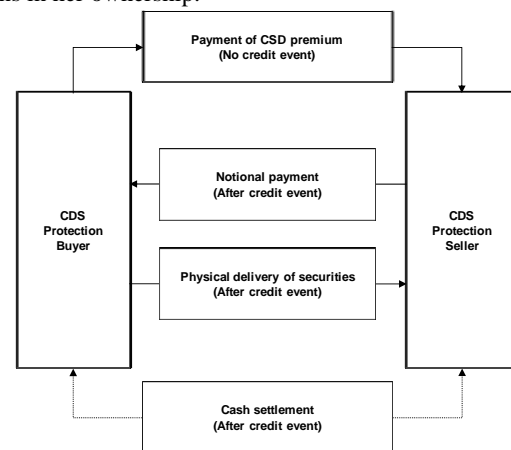 in her ownership.
Payment of CSD premium
(No credit event)
Notional payment
(After credit event)
CDS
Protection
Buyer
CDS
Protection
Seller
Physical delivery of securities
(After credit event)
Cash settlement
(After credit event)